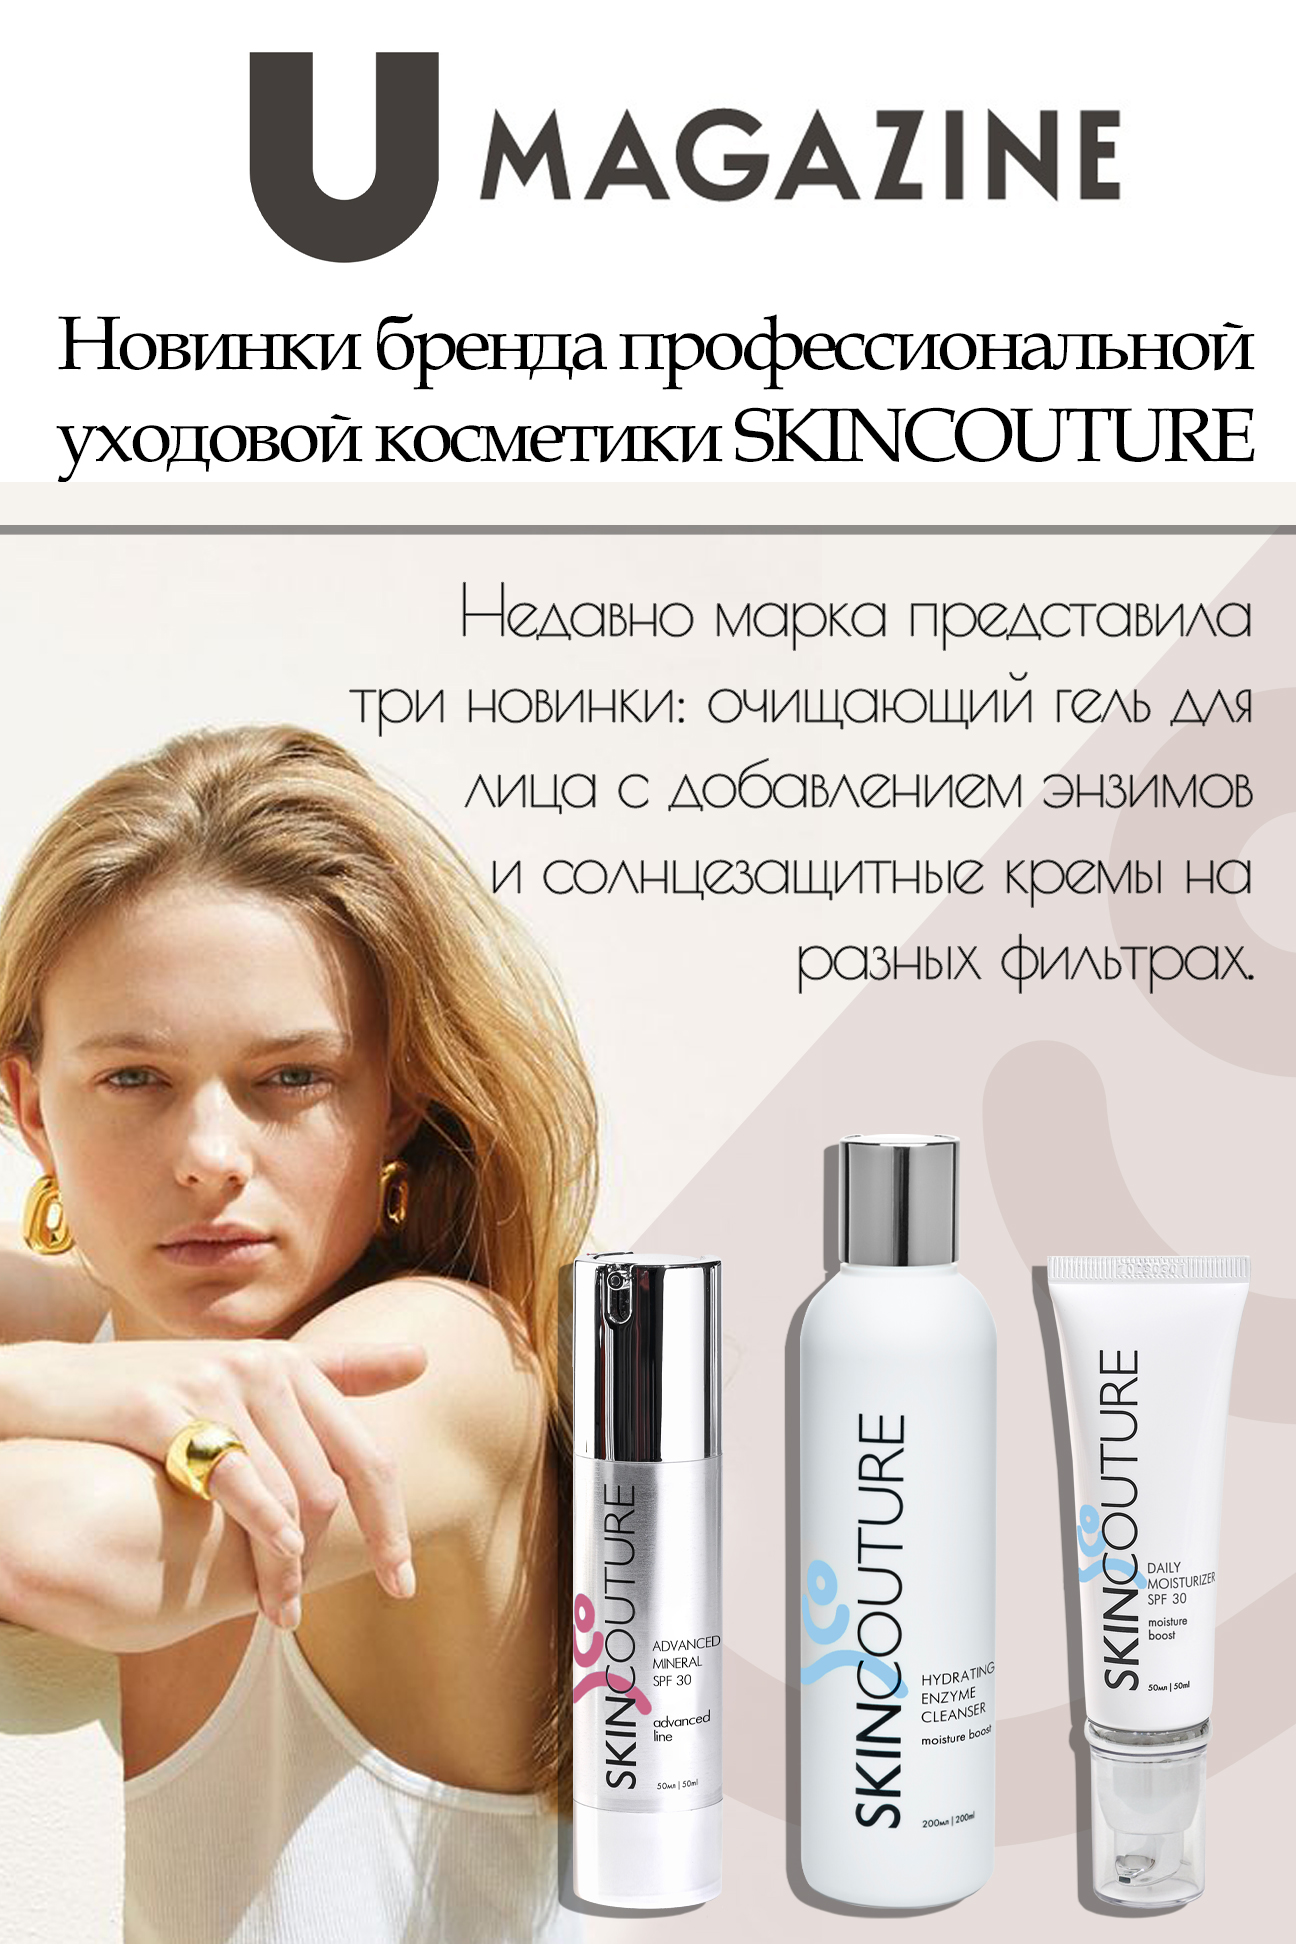 U MAGAZINE
Новинки бренда профессиональной
уходовой косметики SKINCOUTURE
Недавно марка представила
три новинки: очищающий гель для
лица с добавлением энзимов
и солнцезащитные кремы на
разных фильтрах.
SKINCOUTURE
ADVANCED
MINERAL
SPF 30
advanced
line
50мл | 50ml
SKINCOUTURE
HYDRATING
ENZYME
CLEANSER
moisture boost
200мл | 200ml
SKINCOUTURE
DAILY
MOISTURIZER
SPF 30
moisture
boost
50мл | 50ml